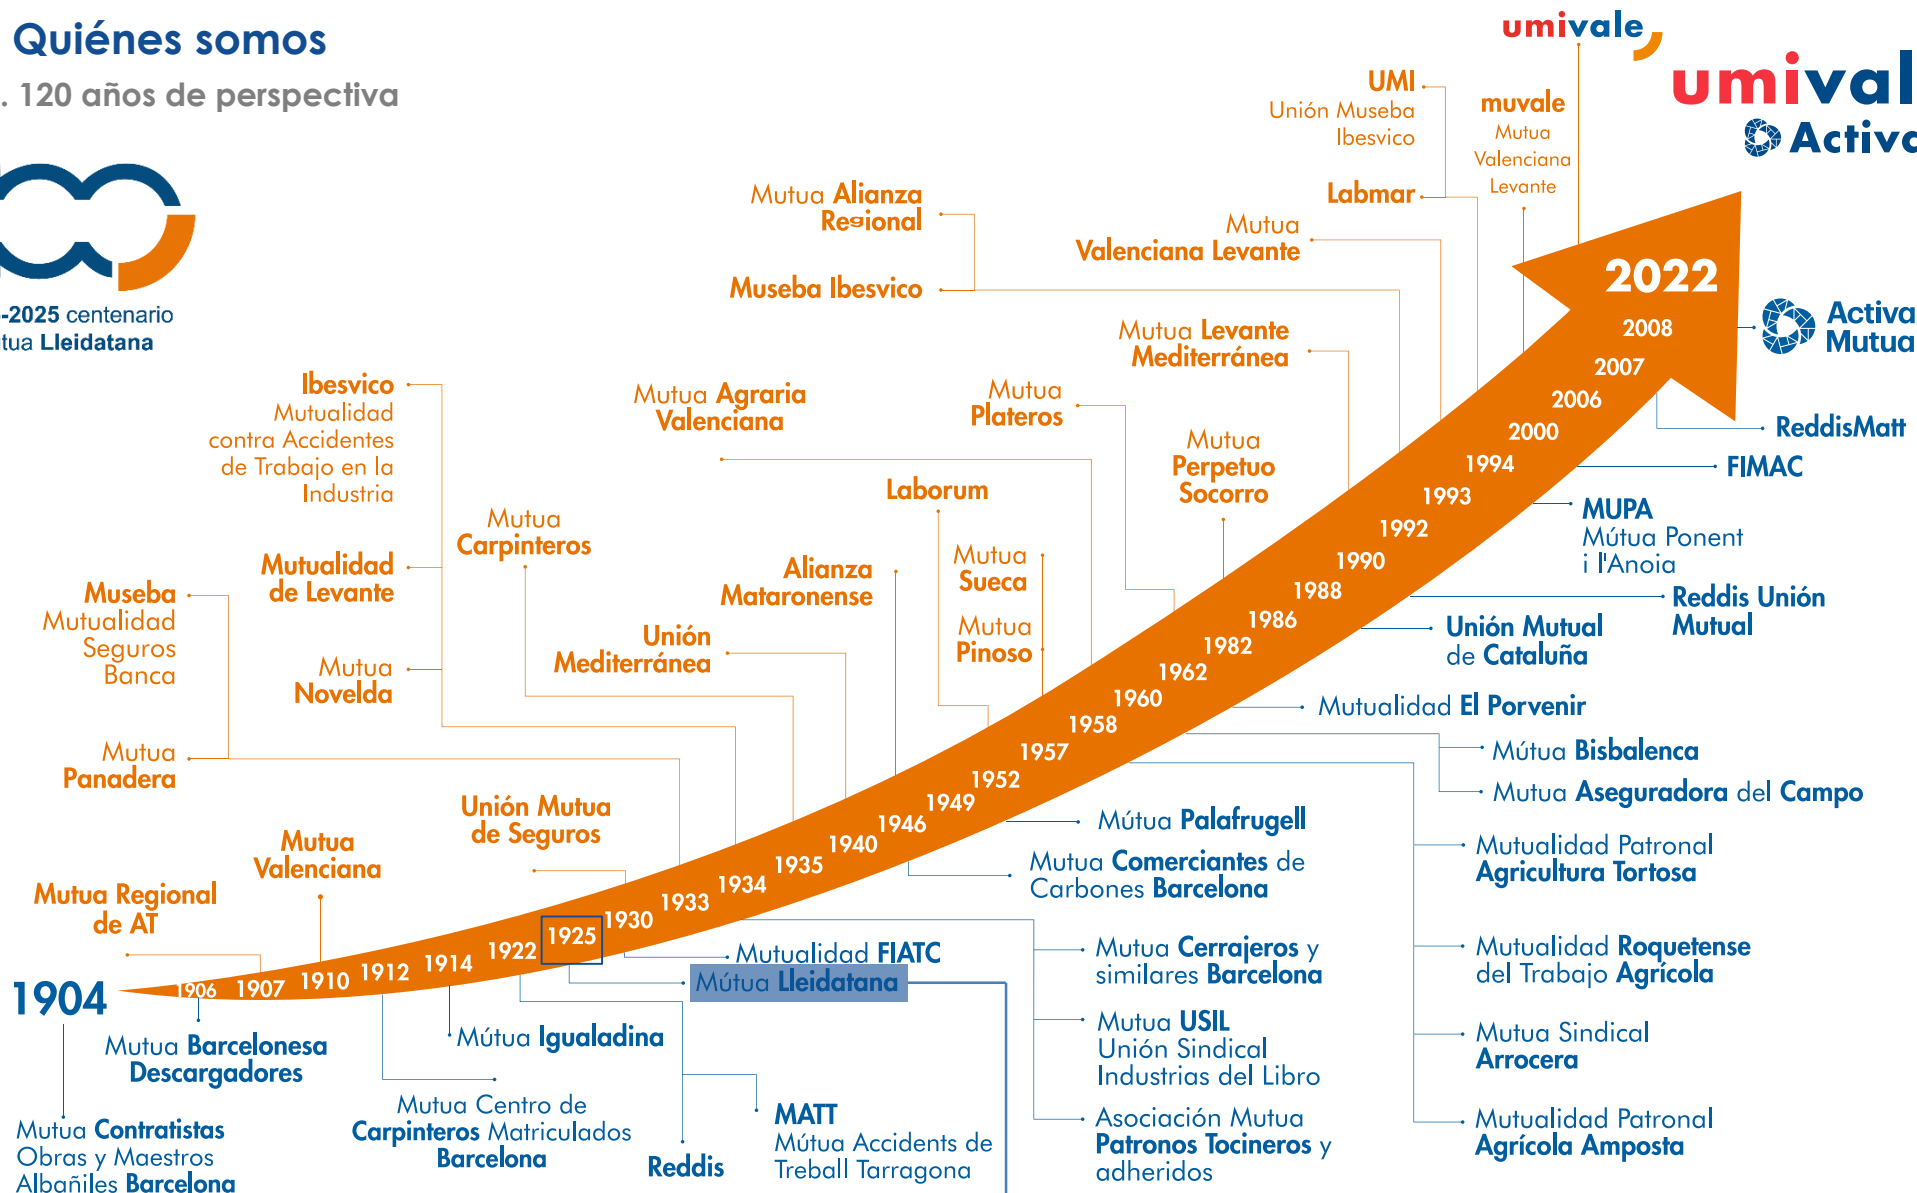 Quiénes somos
. 120 años de perspectiva
-2025 centenario
tua Lleidatana
umivale
umival
Activa
UMI
Unión Museba
Ibesvico
muvale
Mutua
Valenciana
Levante
Labmar
Mutua Alianza
Regional
Mutua
Valenciana Levante
Museba Ibesvico
Mutua Levante
Mediterránea
Ibesvico
Mutualidad
contra Accidentes
de Trabajo en la
Industria
Mutua Agraria
Valenciana
Mutua
Plateros
Mutua
Perpetuo
Socorro
Laborum
Mutua
Carpinteros
Mutua
Sueca
Mutua
Pinoso
Alianza
Mataronense
Mutualidad
de Levante
Museba
Mutualidad
Seguros
Banca
Unión
Mediterránea
Mutua
Novelda
Mutua
Panadera
Unión Mutua
de Seguros
Mutua
Valenciana
Mutua Regional
de AT
1904
1906
1907
1910
1912
1914
1922
1925
1930
1933
1934
1935
1940
1946
1949
1952
1957
1958
1960
1962
1982
1986
1988
1990
1992
1993
1994
2000
2006
2007
2008
2022
Activa
Mutua
ReddisMatt
FIMAC
MUPA
Mútua Ponent
i l'Anoia
Reddis Unión
Mutual
Unión Mutual
de Cataluña
Mutualidad El Porvenir
Mútua Bisbalenca
Mutua Aseguradora del Campo
Mútua Palafrugell
Mutua Comerciantes de
Carbones Barcelona
Mutualidad Patronal
Agricultura Tortosa
Mutualidad Roquetense
del Trabajo Agrícola
Mutua Sindical
Arrocera
Mutualidad Patronal
Agrícola Amposta
Mutua Cerrajeros y
similares Barcelona
Mutua USIL
Unión Sindical
Industrias del Libro
Asociación Mutua
Patronos Tocineros y
adheridos
Mutualidad FIATC
Mútua Lleidatana
Mútua Igualadina
Mutua Barcelonesa
Descargadores
Mutua Centro de
Carpinteros Matriculados
Barcelona
Reddis
MATT
Mútua Accidents de
Treball Tarragona
Mutua Contratistas
Obras y Maestros
Albañiles Barcelona